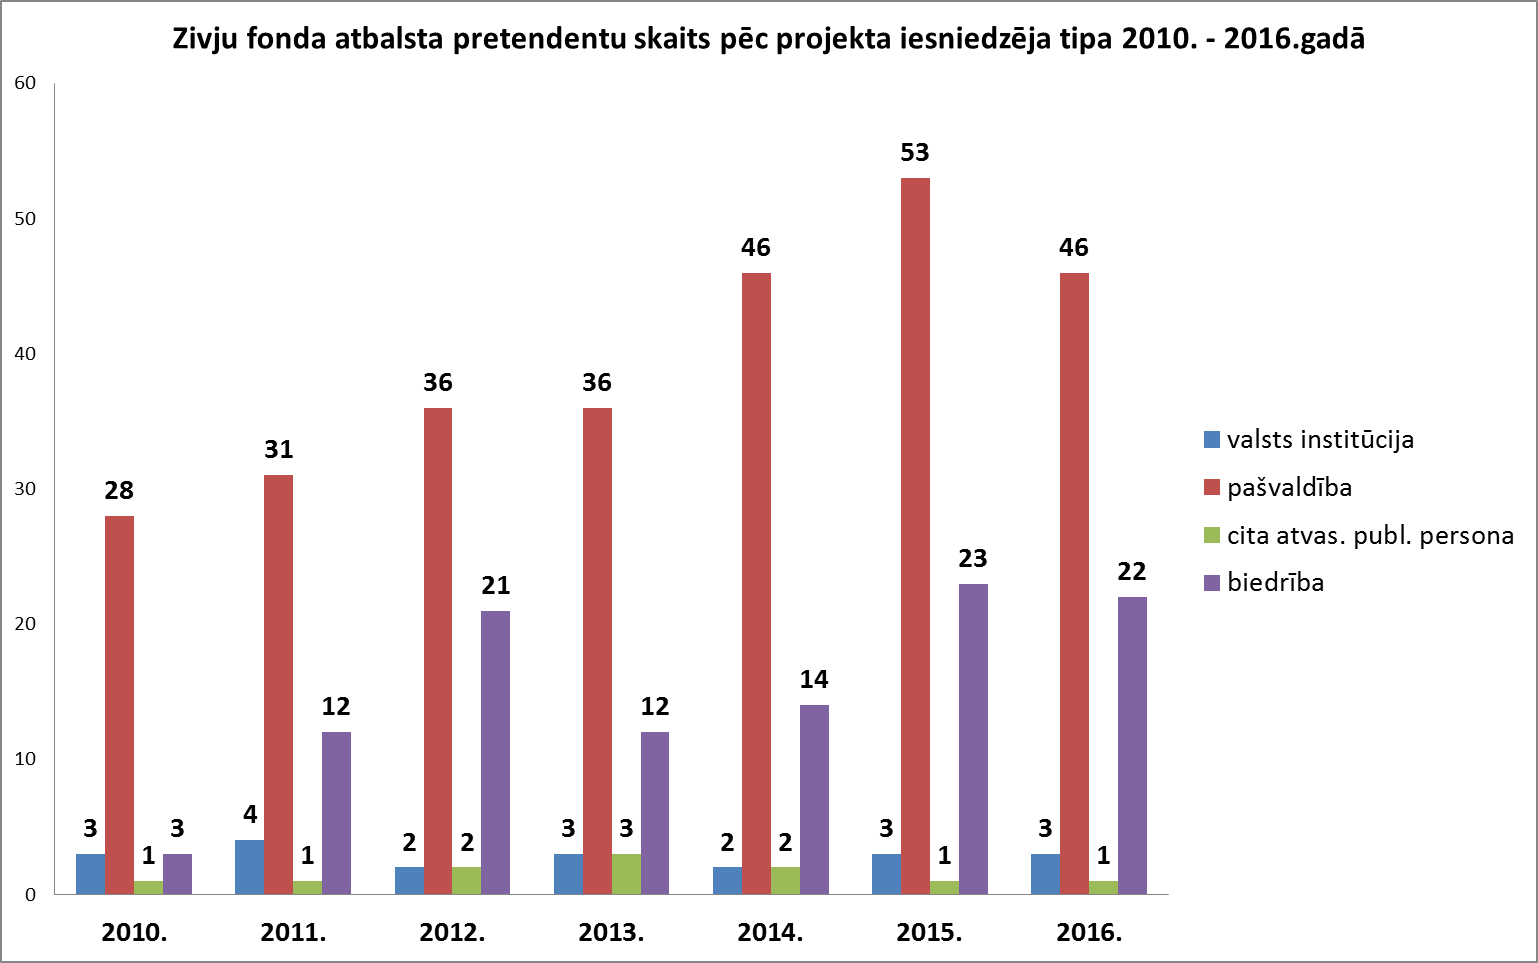 Zivju fonda atbalsta pretendentu skaits pēc projekta iesniedzēja tipa 2010. - 2016.gadā
60
50
40
30
20
10
0
3 28 1 3
4 31 1 12
2 36 2 21
3 36 3 12
2 46 2 14
3 53 1 23
3 46 1 22
2010. 2011. 2012. 2013. 2014. 2015. 2016.
valsts institūcija
pašvaldība
cita atvas. publ. persona
biedrība